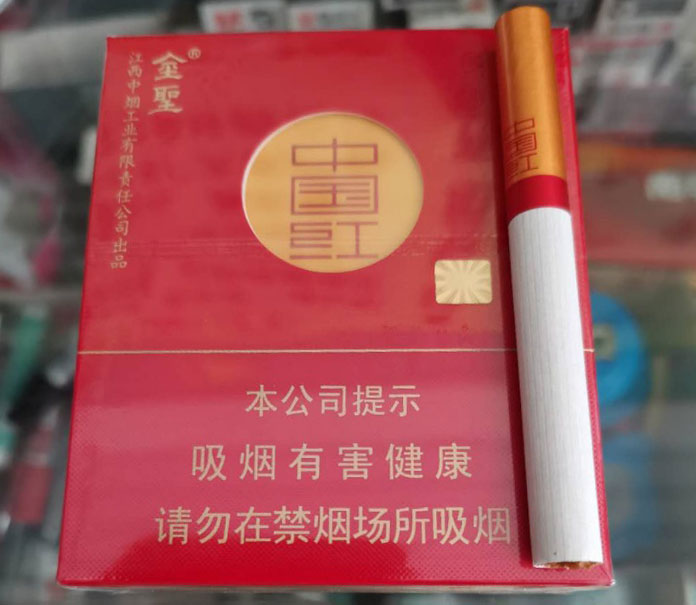 金聖®
江西中烟工业有限责任公司出品
中国红
中国红
本公司提示
吸烟有害健康
请勿在禁烟场所吸烟